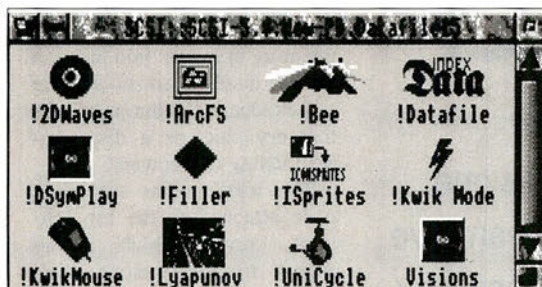 INDEX
Data
!2DWaves !ArcFS !Bee !Datafile
ICONSPRITES
!DSymPlay !Filler !ISprites !Kwik Mode
!KwikMouse !Lyapunov !UniCycle Visions